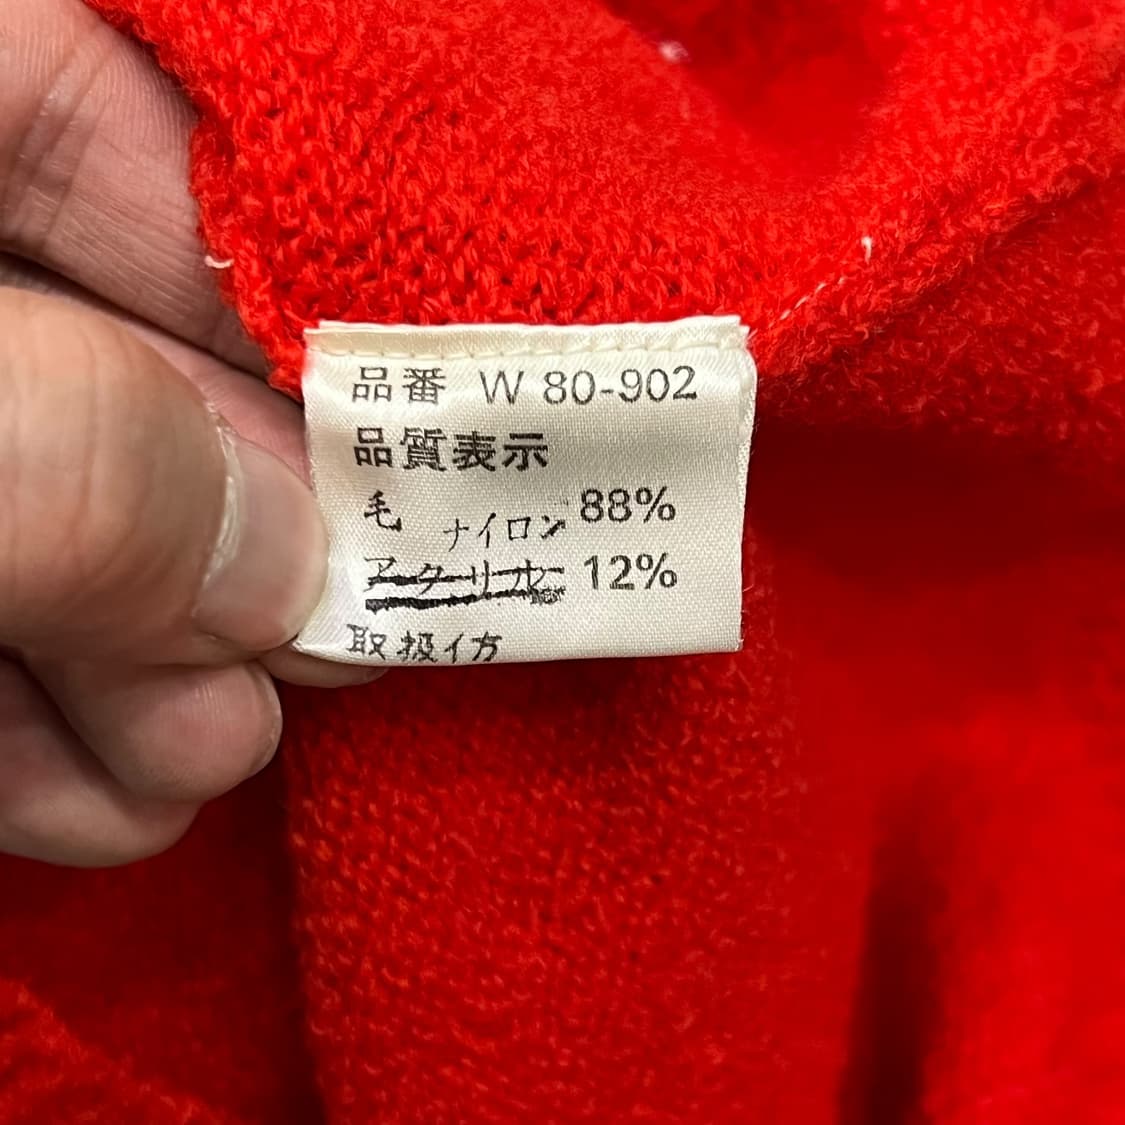 品番 W 80-902
品質表示
毛 88%
ナイロン
アクリル 12%
取扱イ方